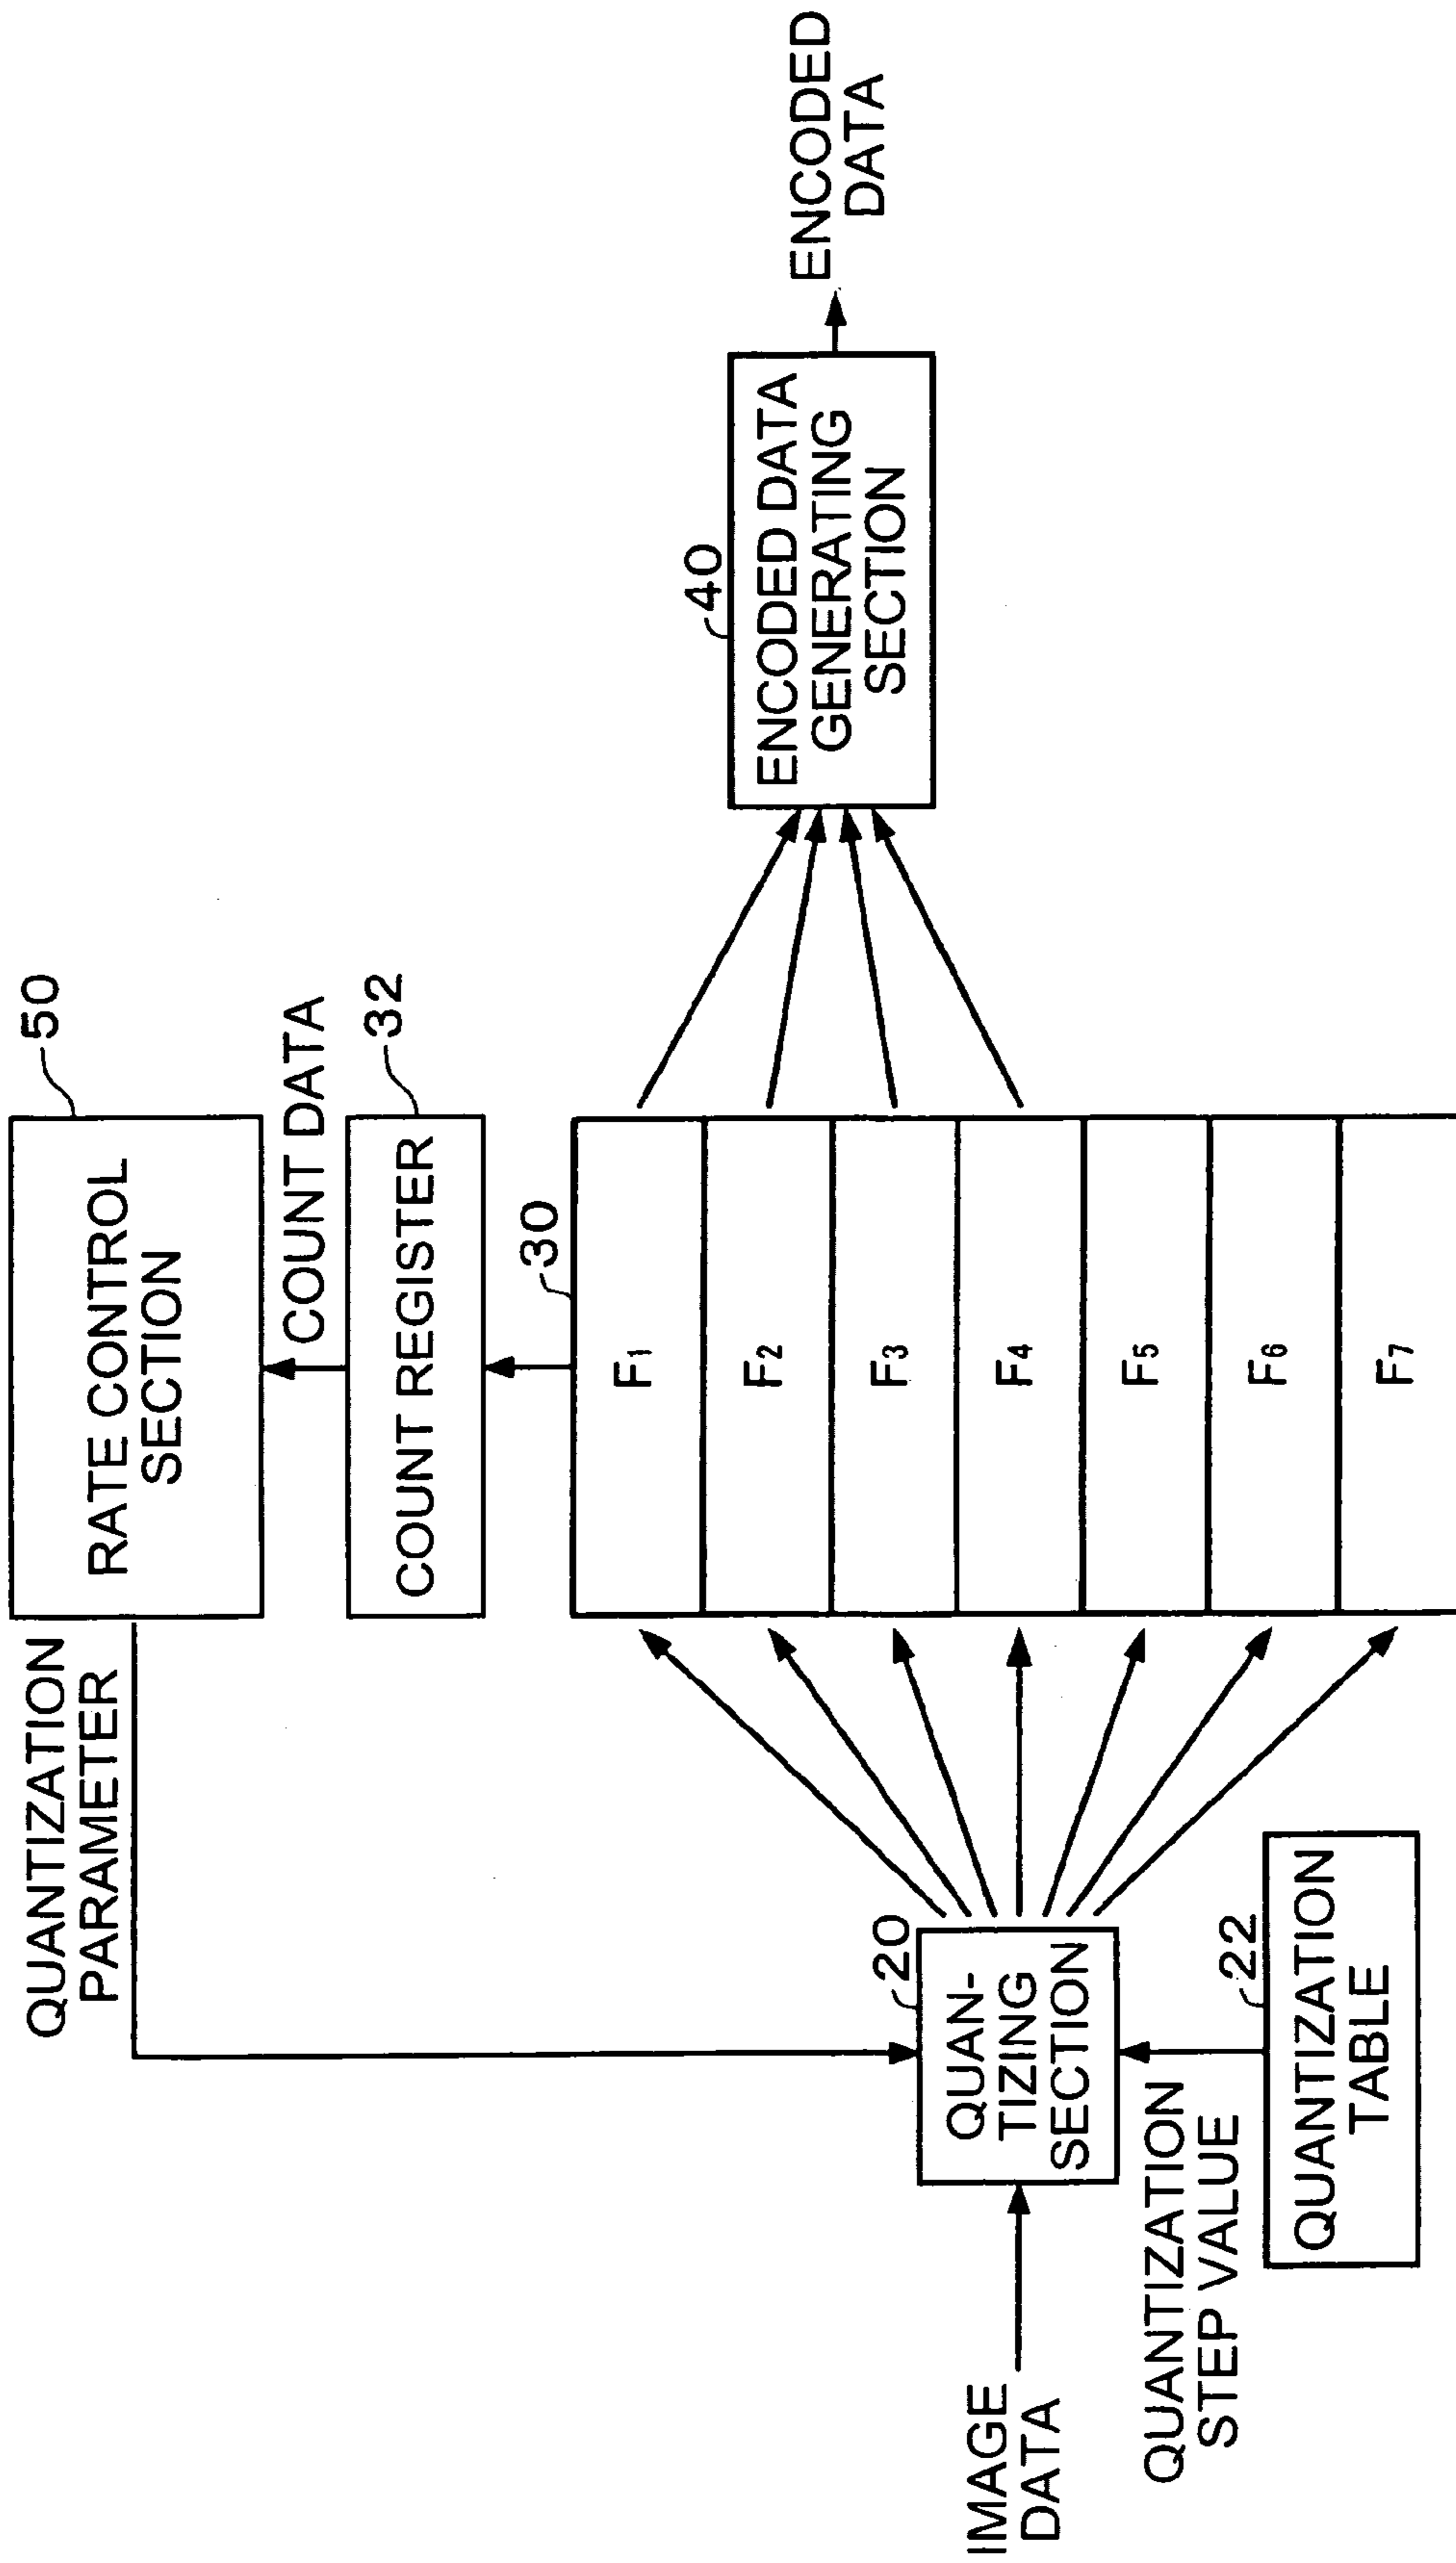 50
RATE CONTROL
SECTION
QUANTIZATION
PARAMETER
COUNT DATA
32
COUNT REGISTER
30
F1
F2
F3
F4
F5
F6
F7
20
QUAN-
TIZING
SECTION
IMAGE
DATA
QUANTIZATION
STEP VALUE
22
QUANTIZATION
TABLE
40
ENCODED DATA
GENERATING
SECTION
ENCODED
DATA